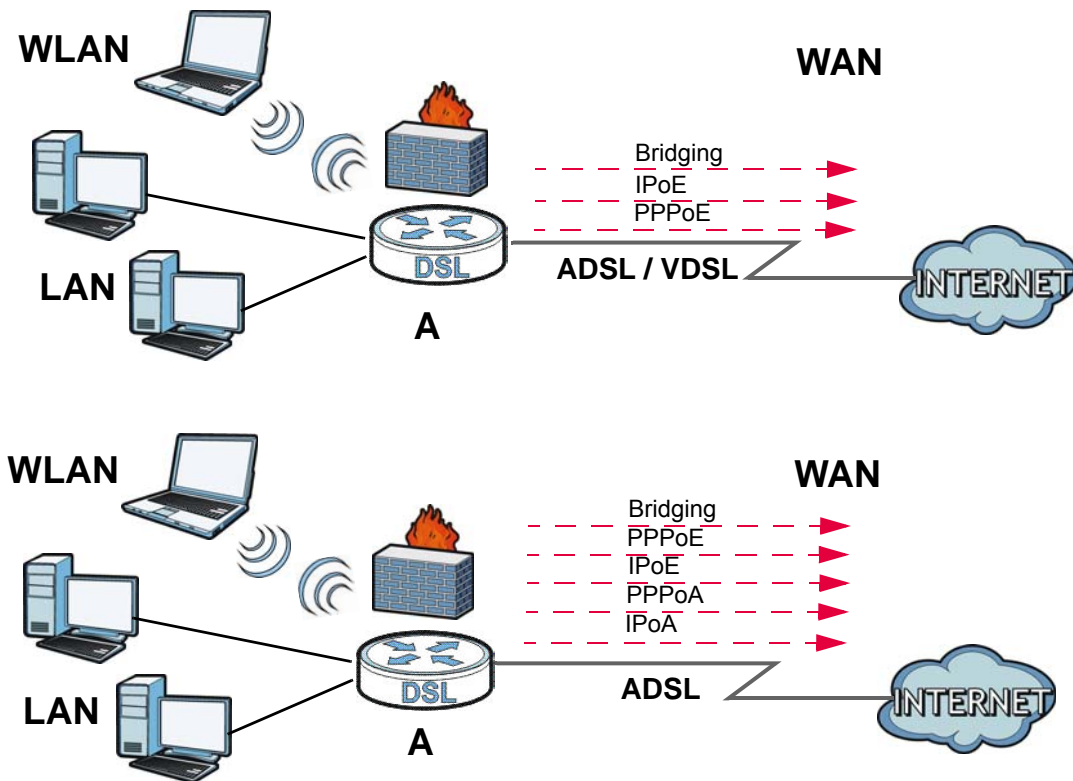 WLAN
WAN
Bridging
IPoE
PPPoE
DSL
ADSL / VDSL
LAN
INTERNET
A
WLAN
WAN
Bridging
PPPoE
IPoE
PPPoA
IPoA
DSL
ADSL
LAN
INTERNET
A